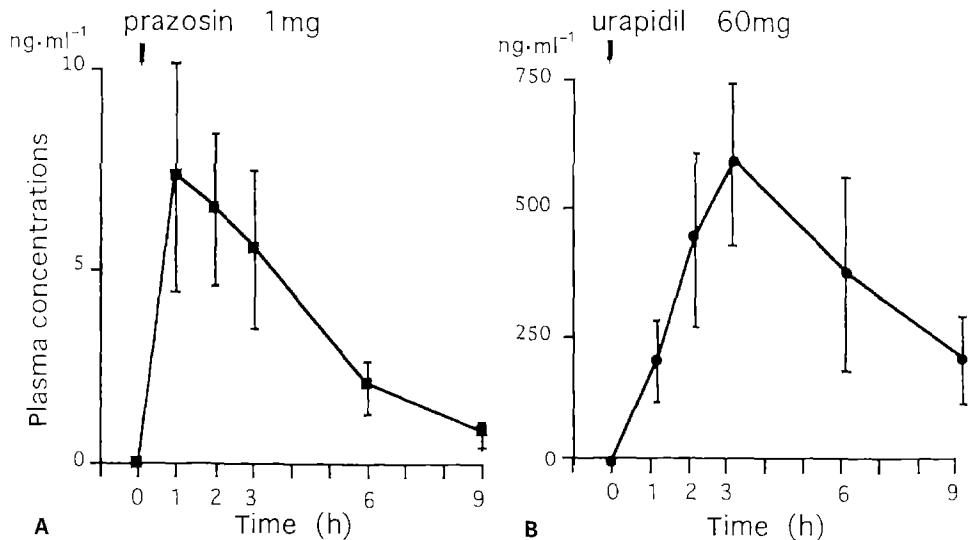 prazosin 1mg
ng·ml⁻¹
10
5
0
Plasma concentrations
0 1 2 3 6 9
Time (h)
A
urapidil 60mg
ng·ml⁻¹
750
500
250
0
0 1 2 3 6 9
Time (h)
B